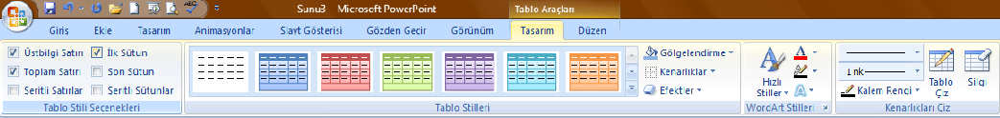 Sunu3 - Microsoft PowerPoint
Tablo Araçları
Giriş Ekle Tasarım Animasyonlar Slayt Gösterisi Gözden Geçir Görünüm Tasarım Düzen
Üstbilgi Satırı İlk Sütun
Toplam Satırı Son Sütun
Şeritli Satırlar Şeritli Sütunlar
Tablo Stili Seçenekleri
Gölgelendirme
Kenarlıklar
Efektler
Tablo Stilleri
Hızlı
Stiller
WordArt Stilleri
1 nk
Kalem Rengi
Tablo
Çiz
Silgi
Kenarlıkları Çiz